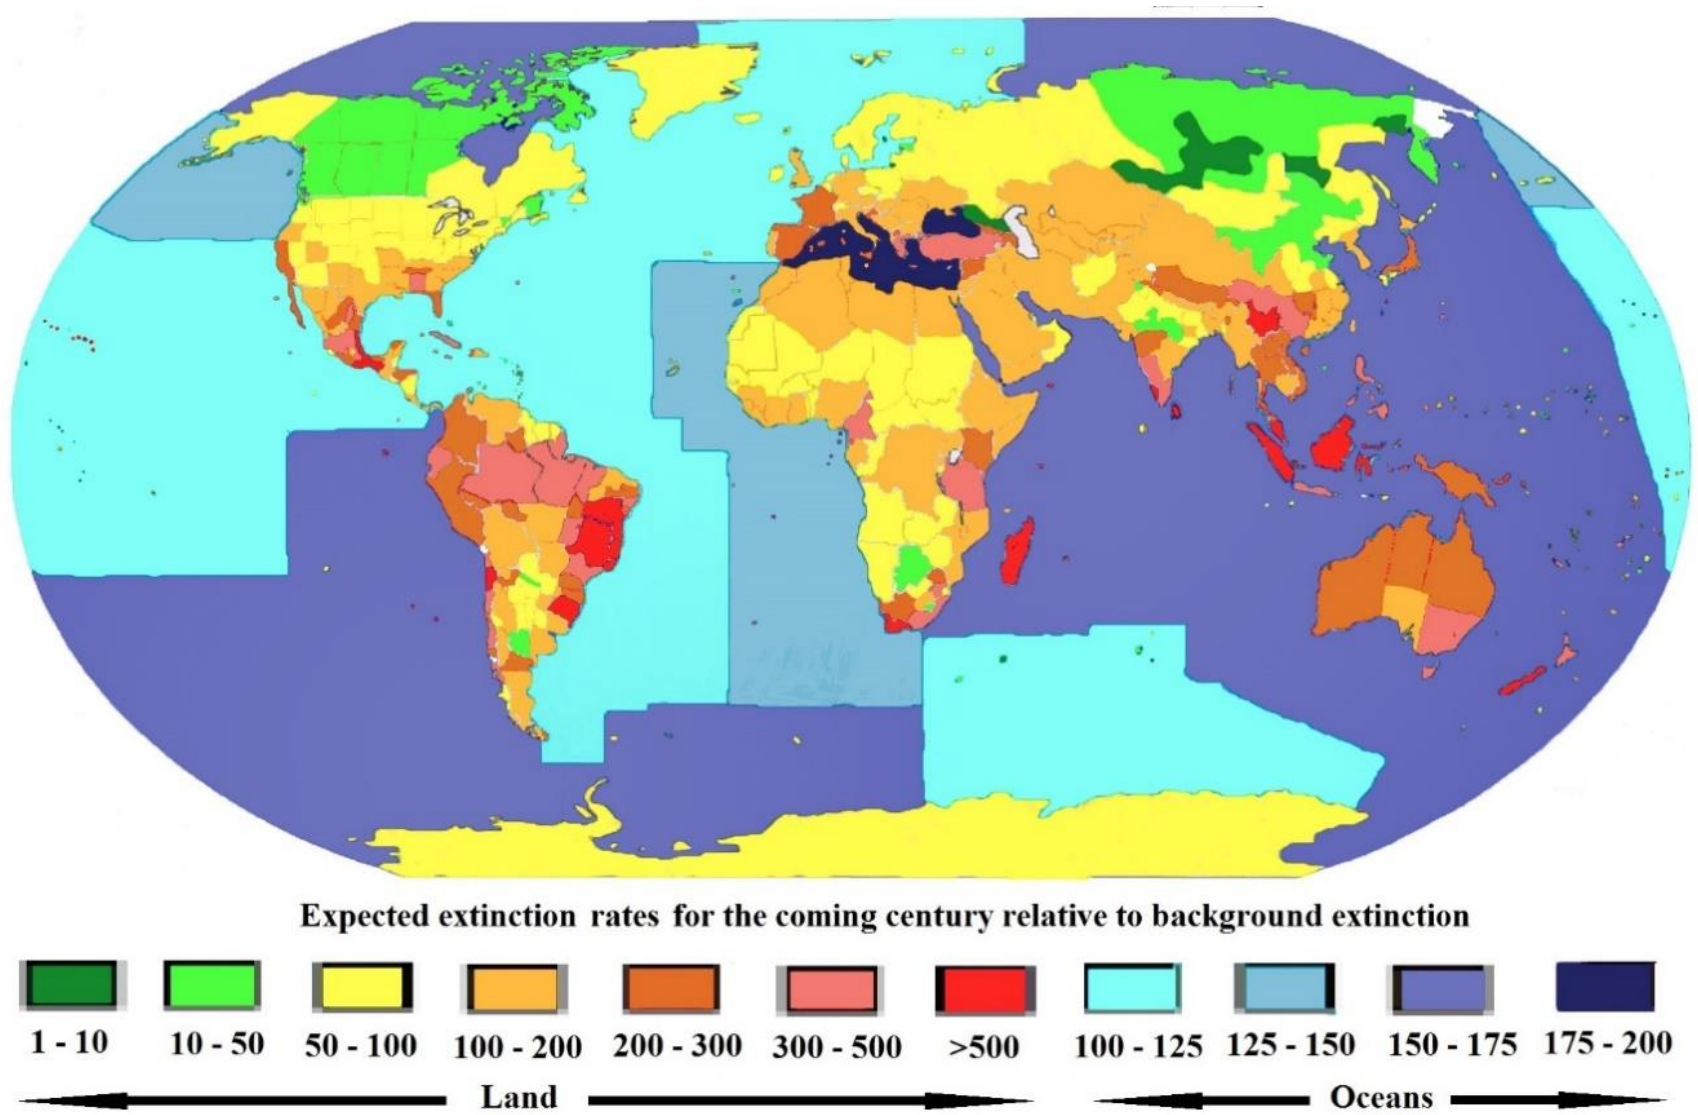 Expected extinction rates for the coming century relative to background extinction
1 - 10 10 - 50 50 - 100 100 - 200 200 - 300 300 - 500 >500 100 - 125 125 - 150 150 - 175 175 - 200
Land Oceans